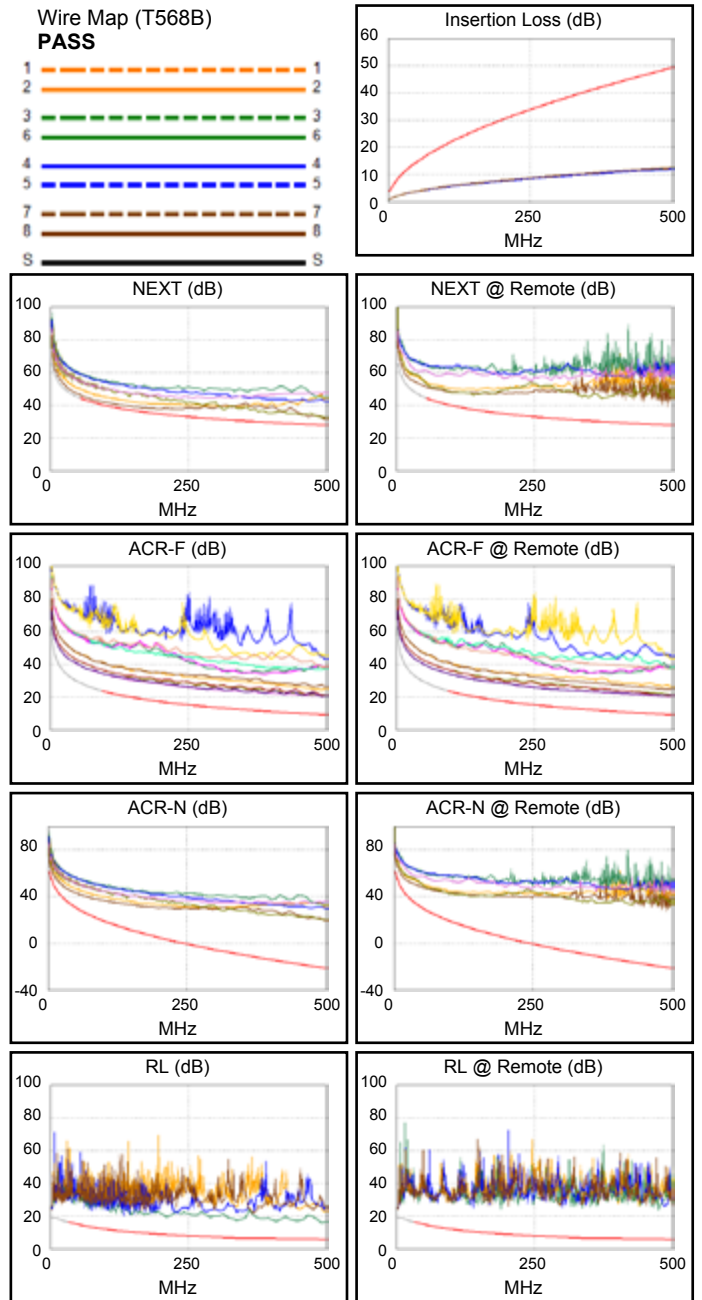 Wire Map (T568B)
PASS
1 1
2 2
3 3
6 6
4 4
5 5
7 7
8 8
S S
Insertion Loss (dB)
60
50
40
30
20
10
0
0 250 500
MHz
NEXT (dB)
100
80
60
40
20
0
0 250 500
MHz
NEXT @ Remote (dB)
100
80
60
40
20
0
0 250 500
MHz
ACR-F (dB)
100
80
60
40
20
0
0 250 500
MHz
ACR-F @ Remote (dB)
100
80
60
40
20
0
0 250 500
MHz
ACR-N (dB)
80
40
0
-40
0 250 500
MHz
ACR-N @ Remote (dB)
80
40
0
-40
0 250 500
MHz
RL (dB)
100
80
60
40
20
0
0 250 500
MHz
RL @ Remote (dB)
100
80
60
40
20
0
0 250 500
MHz